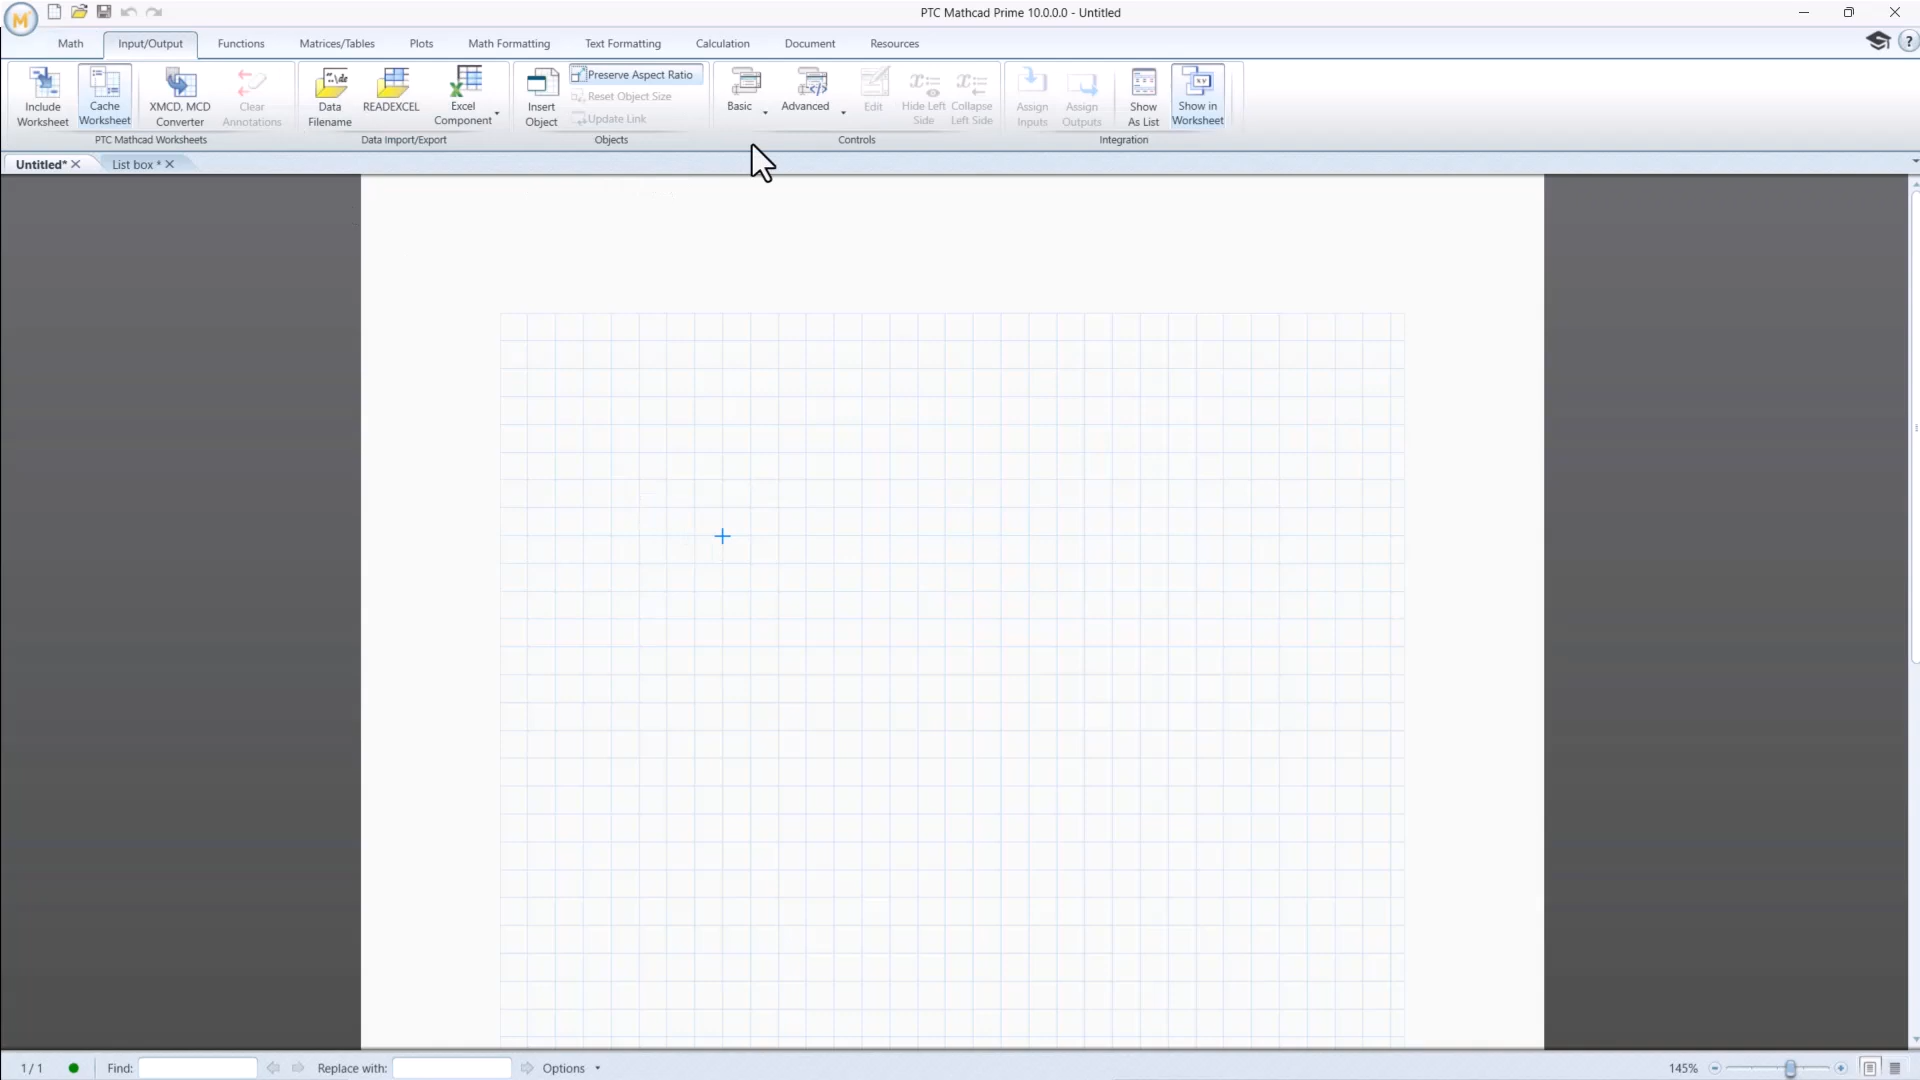 PTC Mathcad Prime 10.0.0.0 - Untitled
Math Input/Output Functions Matrices/Tables Plots Math Formatting Text Formatting Calculation Document Resources
Include Worksheet
Cache Worksheet
XMCD, MCD Converter
Clear Annotations
PTC Mathcad Worksheets
Data Filename
READEXCEL
Excel Component
Data Import/Export
Insert Object
Preserve Aspect Ratio
Reset Object Size
Update Link
Objects
Basic
Advanced
Edit
Hide Left Side
Collapse Left Side
Controls
Assign Inputs
Assign Outputs
Show As List
Show in Worksheet
Integration
Untitled* List box *
1 / 1 Find: Replace with: Options 145%